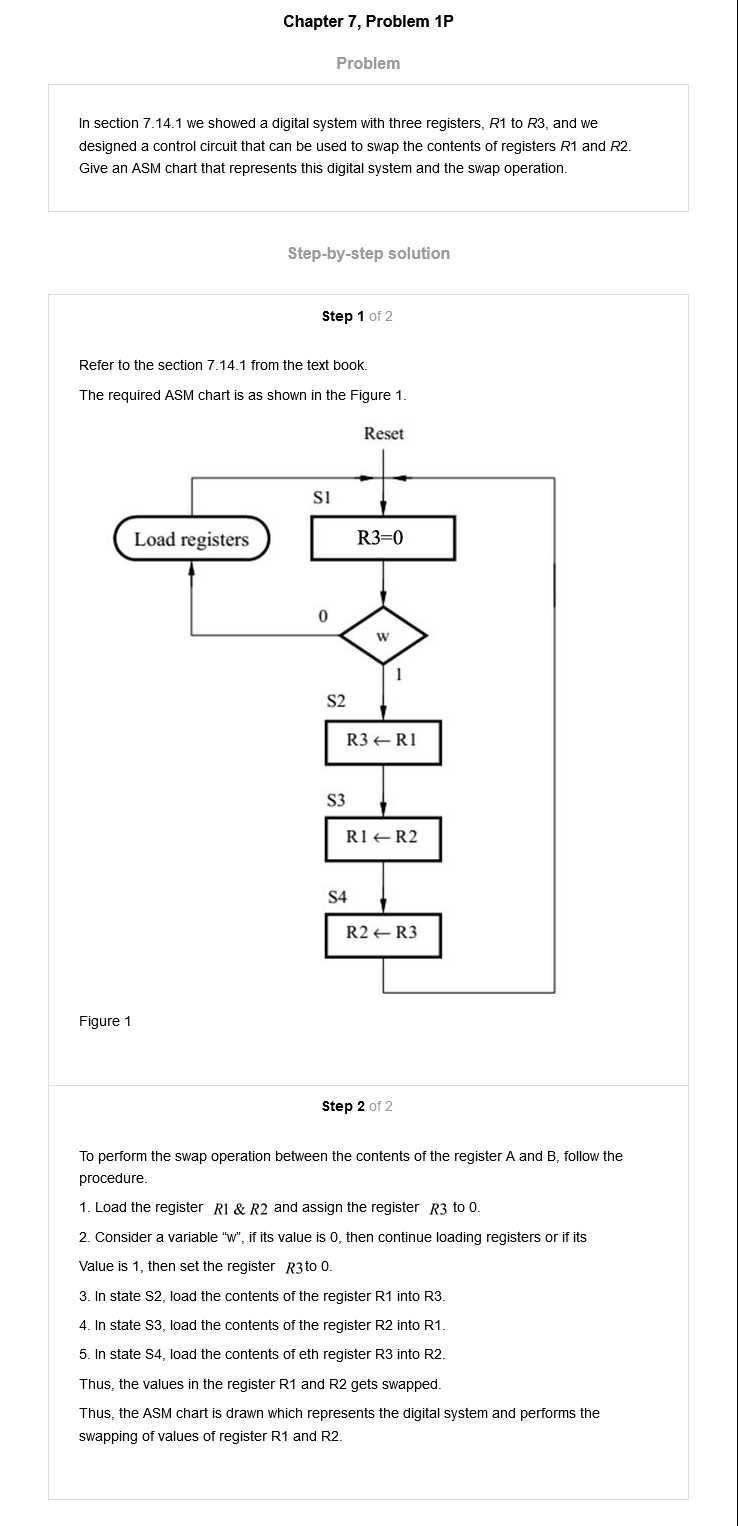 Chapter 7, Problem 1P
Problem
In section 7.14.1 we showed a digital system with three registers, R1 to R3, and we
designed a control circuit that can be used to swap the contents of registers R1 and R2.
Give an ASM chart that represents this digital system and the swap operation.
Step-by-step solution
Step 1 of 2
Refer to the section 7.14.1 from the text book.
The required ASM chart is as shown in the Figure 1.
Reset
S1
Load registers
R3=0
0
w
1
S2
R3 ← R1
S3
R1 ← R2
S4
R2 ← R3
Figure 1
Step 2 of 2
To perform the swap operation between the contents of the register A and B, follow the
procedure.
1. Load the register R1 & R2 and assign the register R3 to 0.
2. Consider a variable “w”, if its value is 0, then continue loading registers or if its
Value is 1, then set the register R3to 0.
3. In state S2, load the contents of the register R1 into R3.
4. In state S3, load the contents of the register R2 into R1.
5. In state S4, load the contents of eth register R3 into R2.
Thus, the values in the register R1 and R2 gets swapped.
Thus, the ASM chart is drawn which represents the digital system and performs the
swapping of values of register R1 and R2.